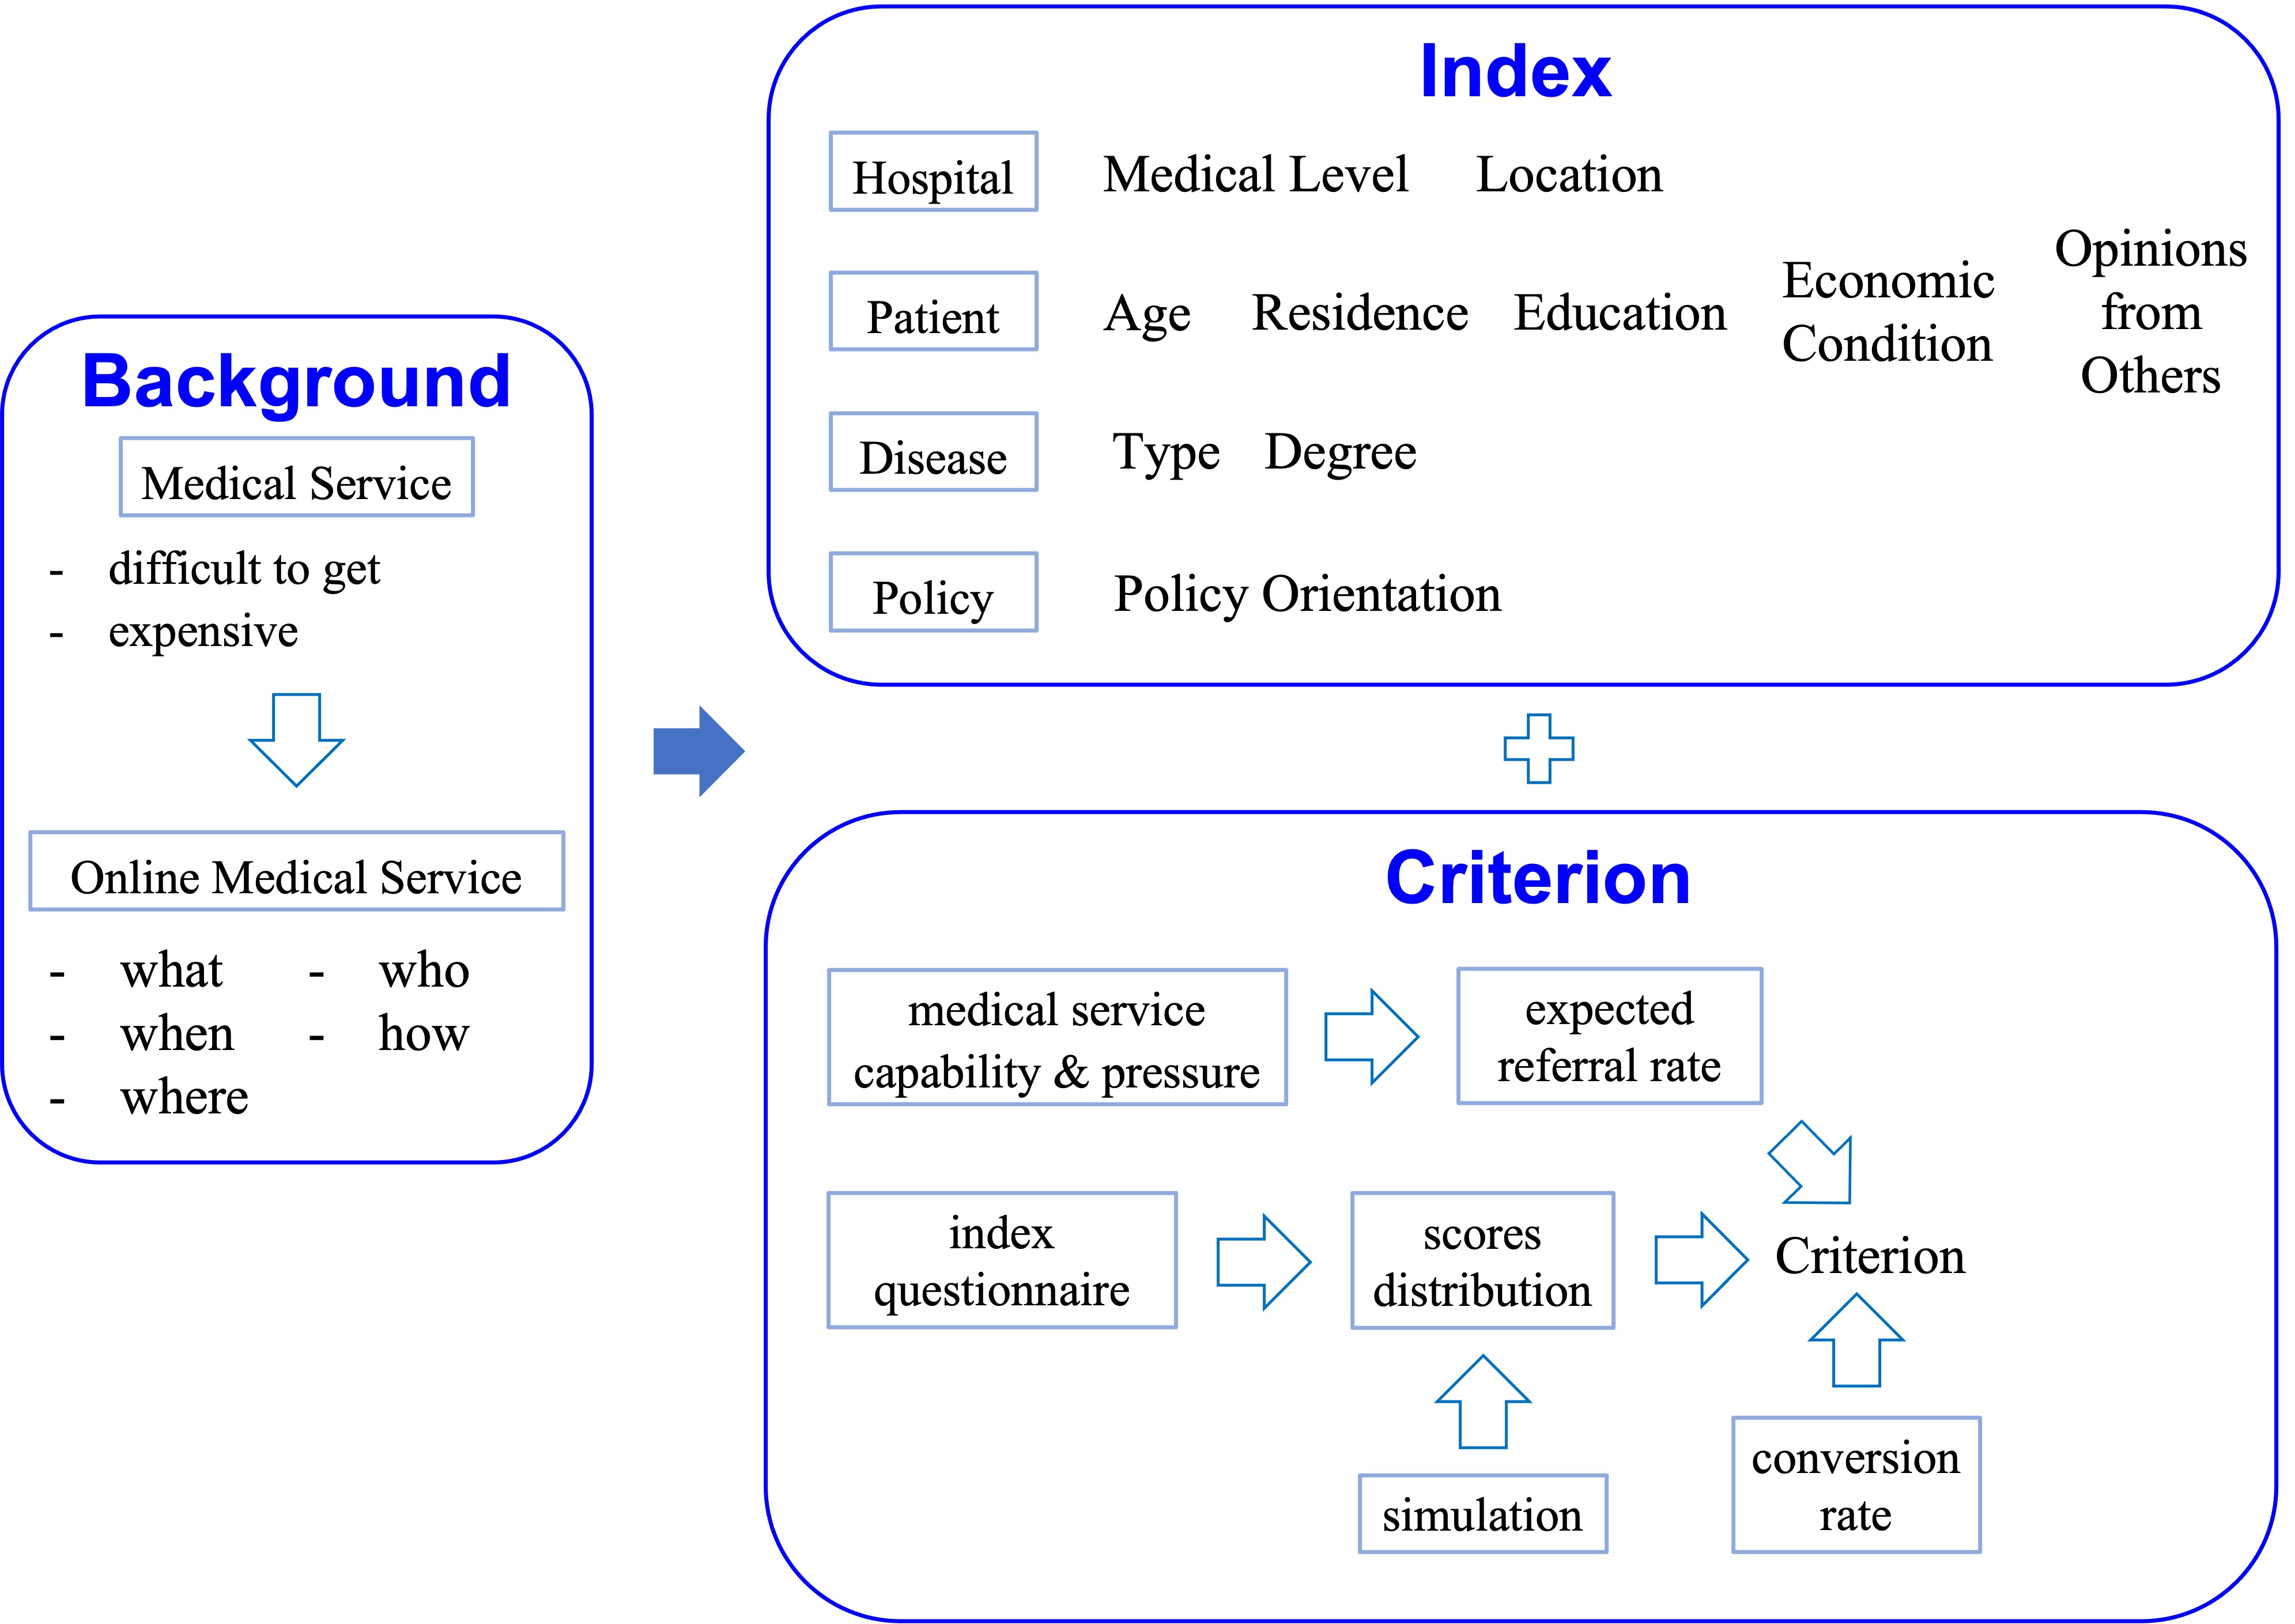 Background
Medical Service
- difficult to get
- expensive
Online Medical Service
- what - who
- when - how
- where
Index
Hospital Medical Level Location
Patient Age Residence Education Economic Condition Opinions from Others
Disease Type Degree
Policy Policy Orientation
Criterion
medical service
capability & pressure
expected
referral rate
index
questionnaire
scores
distribution
Criterion
simulation
conversion
rate